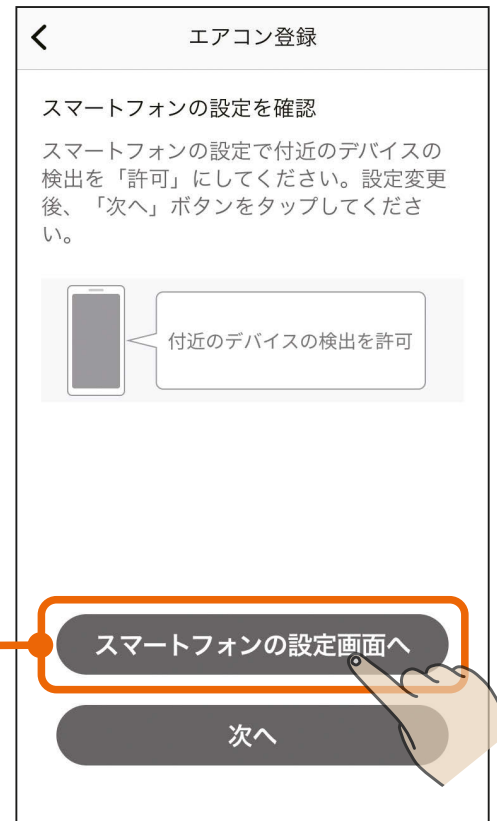 エアコン登録
スマートフォンの設定を確認
スマートフォンの設定で付近のデバイスの
検出を「許可」にしてください。設定変更
後、「次へ」ボタンをタップしてくださ
い。
付近のデバイスの検出を許可
スマートフォンの設定画面へ
次へ